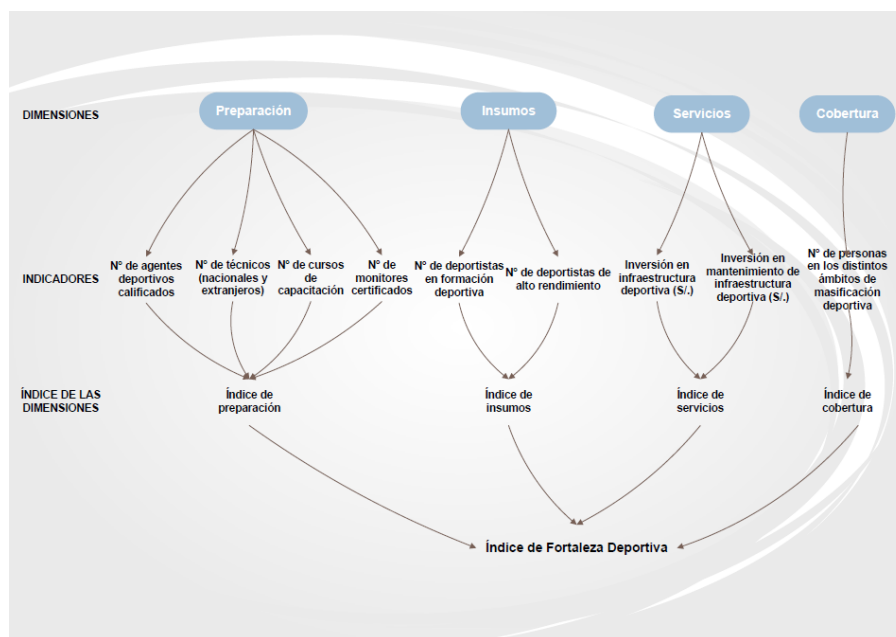 DIMENSIONES
Preparación
Insumos
Servicios
Cobertura
INDICADORES
N° de agentes
deportivos
calificados
N° de técnicos
(nacionales y
extranjeros)
N° de cursos
de
capacitación
N° de
monitores
certificados
N° de deportistas
en formación
deportiva
N° de deportistas de
alto rendimiento
Inversión en
infraestructura
deportiva (S/.)
Inversión en
mantenimiento de
infraestructura
deportiva (S/.)
N° de personas
en los distintos
ámbitos de
masificación
deportiva
ÍNDICE DE LAS
DIMENSIONES
Índice de
preparación
Índice de
insumos
Índice de
servicios
Índice de
cobertura
Índice de Fortaleza Deportiva